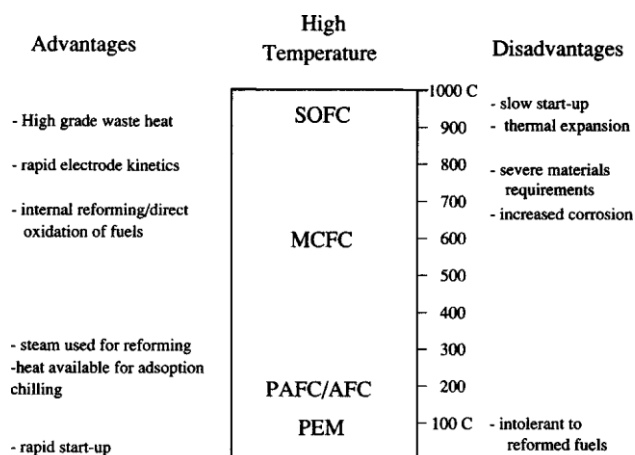 Advantages
High
Temperature
Disadvantages
- High grade waste heat
- rapid electrode kinetics
- internal reforming/direct
oxidation of fuels
- steam used for reforming
-heat available for adsoption
chilling
- rapid start-up
SOFC
MCFC
PAFC/AFC
PEM
1000 C
900
800
700
600
500
400
300
200
100 C
- slow start-up
- thermal expansion
- severe materials
requirements
- increased corrosion
- intolerant to
reformed fuels